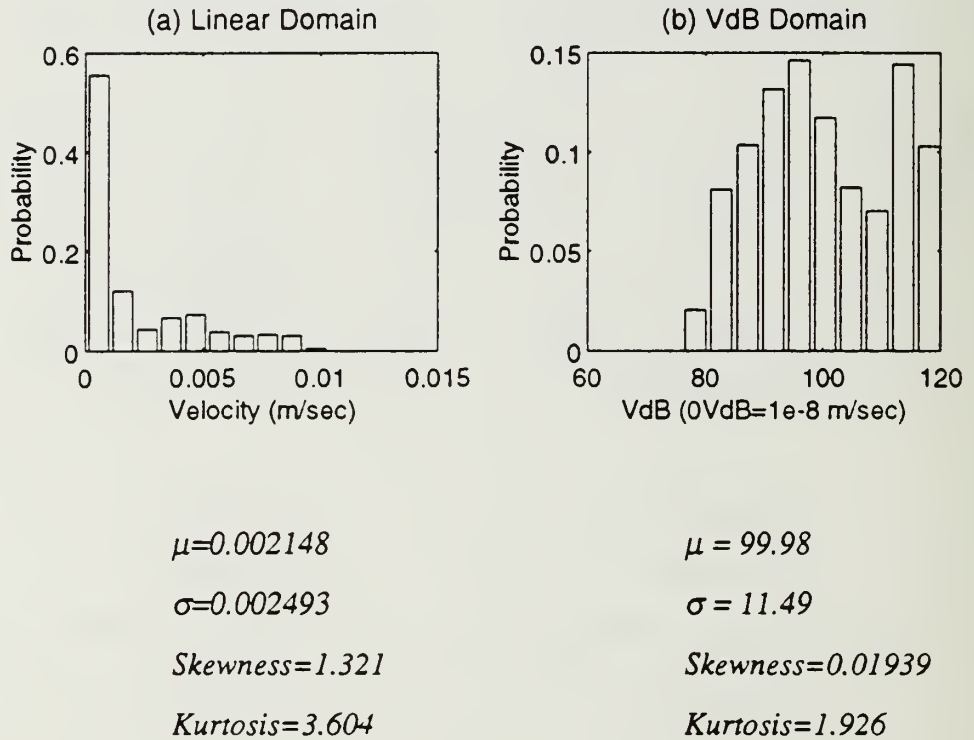 (a) Linear Domain
0.6
0.4
0.2
0
Probability
0
0.005
0.01
0.015
Velocity (m/sec)
(b) VdB Domain
0.15
0.1
0.05
0
Probability
60
80
100
120
VdB (0VdB=1e-8 m/sec)
μ=0.002148
σ=0.002493
Skewness=1.321
Kurtosis=3.604
μ = 99.98
σ = 11.49
Skewness=0.01939
Kurtosis=1.926